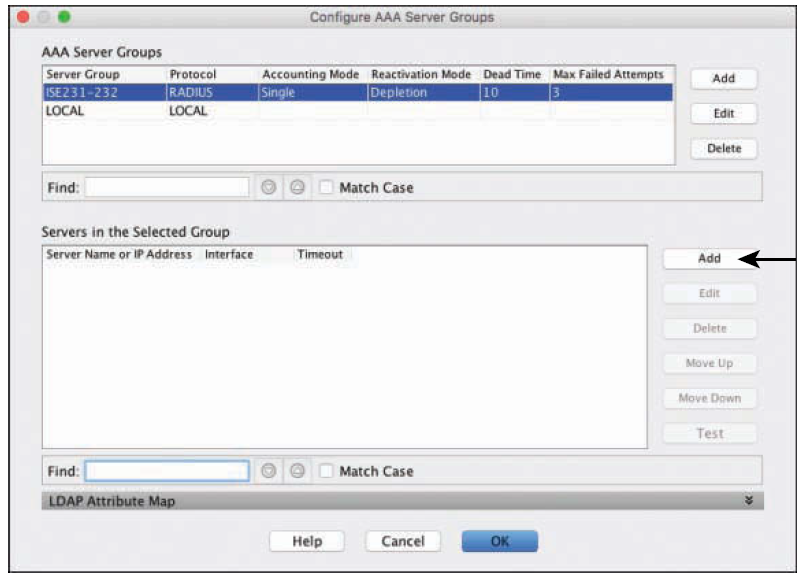 Configure AAA Server Groups
AAA Server Groups
Server Group Protocol Accounting Mode Reactivation Mode Dead Time Max Failed Attempts
ISE231-232 RADIUS Single Depletion 10 3
LOCAL LOCAL
Add
Edit
Delete
Find: Match Case
Servers in the Selected Group
Server Name or IP Address Interface Timeout
Add
Edit
Delete
Move Up
Move Down
Test
Find: Match Case
LDAP Attribute Map
Help Cancel OK